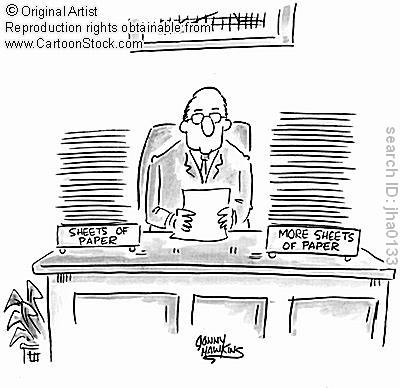 © Original Artist
Reproduction rights obtainable from
www.CartoonStock.com
SHEETS OF
PAPER
MORE SHEETS
OF PAPER
search ID: jha0133
JONNY
HAWKINS